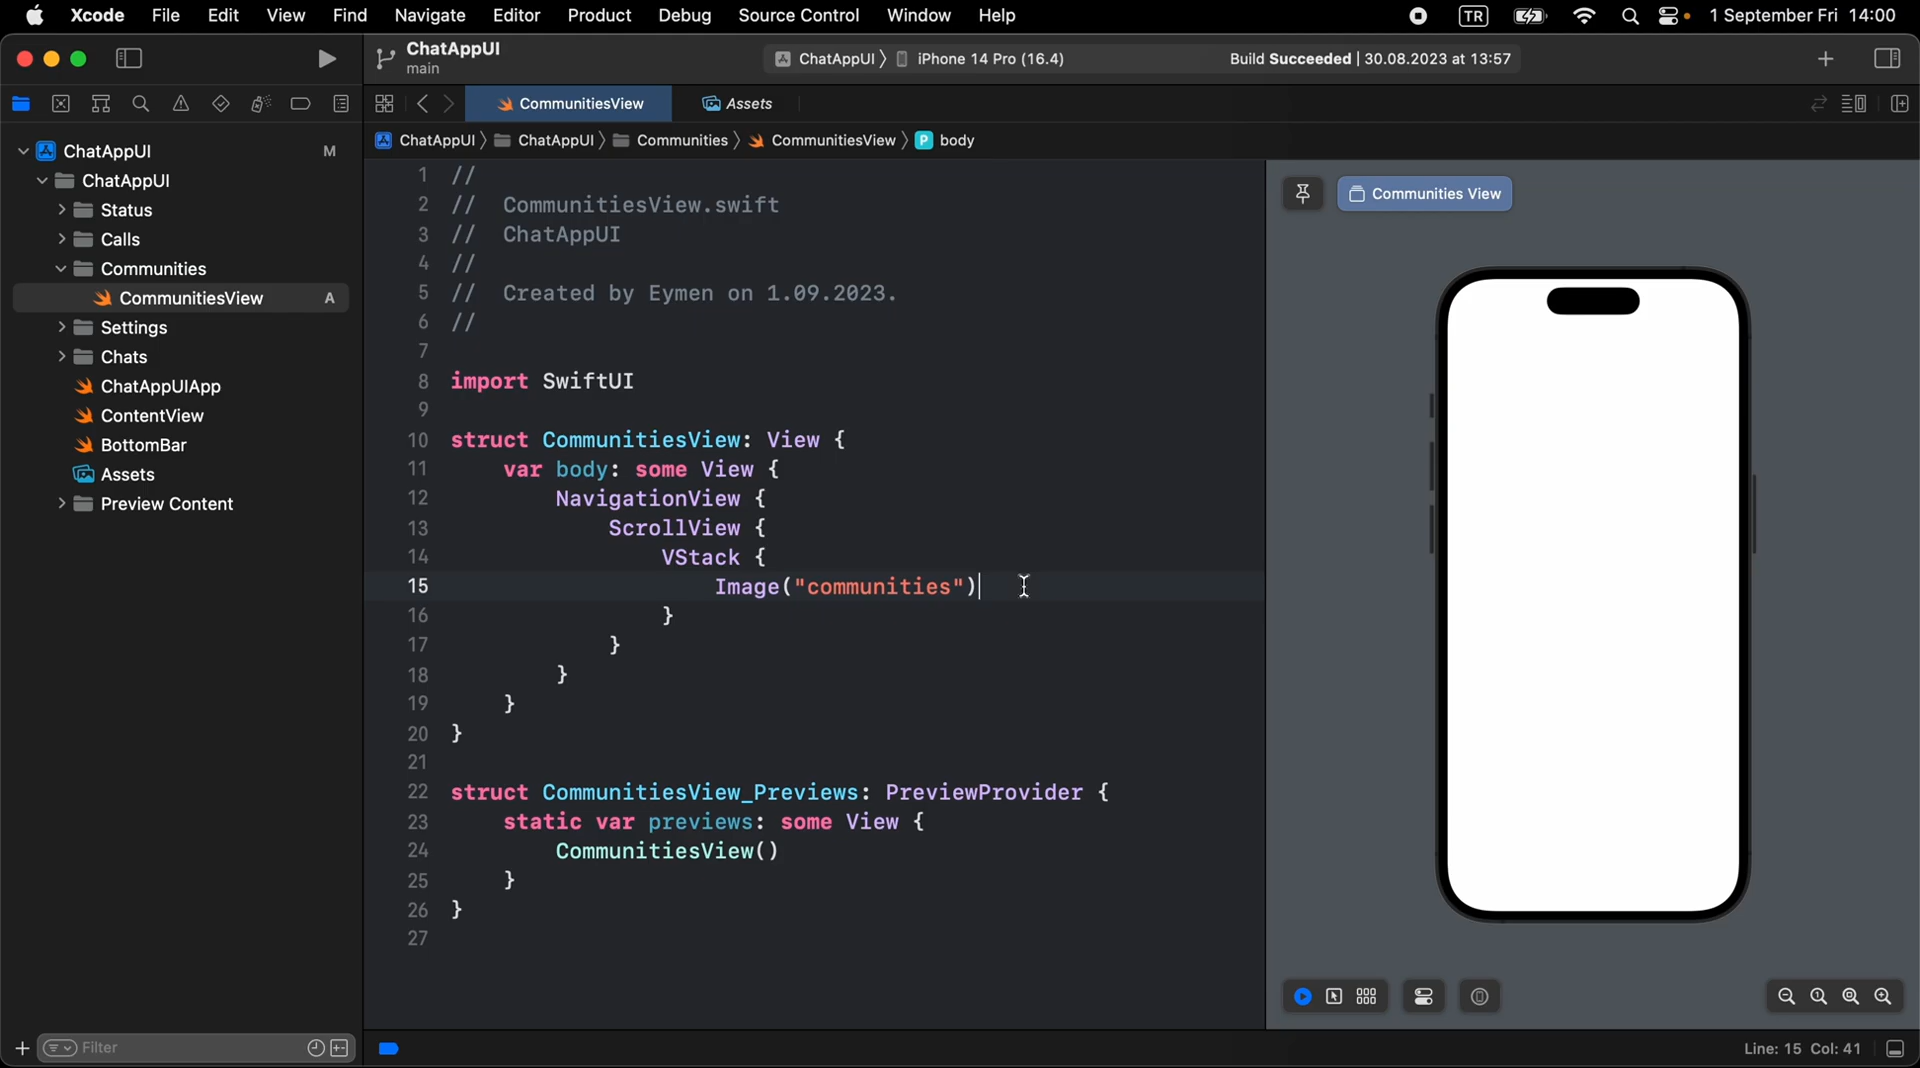 Xcode File Edit View Find Navigate Editor Product Debug Source Control Window Help TR 1 September Fri 14:00
ChatAppUI
main
ChatAppUI 〉 iPhone 14 Pro (16.4)
Build Succeeded | 30.08.2023 at 13:57
CommunitiesView
Assets
ChatAppUI 〉 ChatAppUI 〉 Communities 〉 CommunitiesView 〉 P body
ChatAppUI M
ChatAppUI
Status
Calls
Communities
CommunitiesView A
Settings
Chats
ChatAppUIApp
ContentView
BottomBar
Assets
Preview Content
Filter
1 //
2 //  CommunitiesView.swift
3 //  ChatAppUI
4 //
5 //  Created by Eymen on 1.09.2023.
6 //
7
8 import SwiftUI
9
10 struct CommunitiesView: View {
11     var body: some View {
12         NavigationView {
13             ScrollView {
14                 VStack {
15                     Image("communities")
16                 }
17             }
18         }
19     }
20 }
21
22 struct CommunitiesView_Previews: PreviewProvider {
23     static var previews: some View {
24         CommunitiesView()
25     }
26 }
27
Communities View
Line: 15 Col: 41